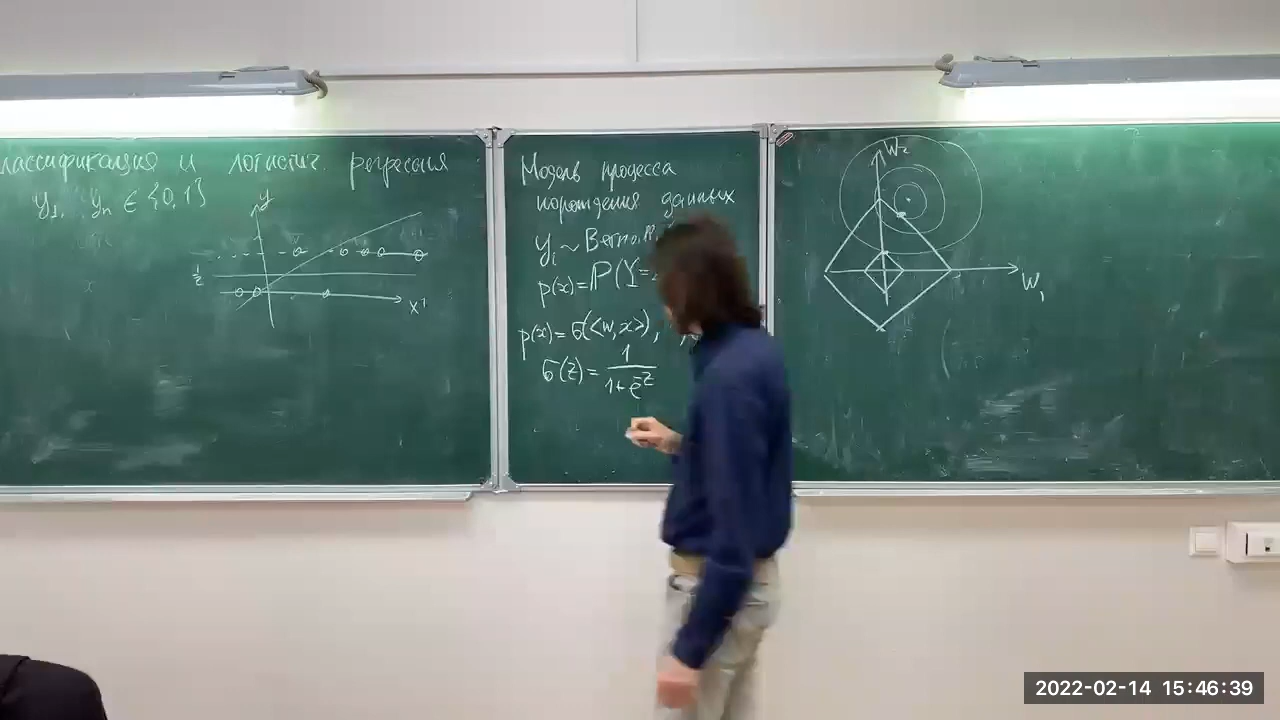 лассификация и логистич. регрессия
y₁, yₙ ∈ {0,1}
y
1/2
x¹
Модель процесса
порождения данных
yᵢ ~ Bernoulli
p(x)=ℙ(Y=
p(x)=σ(<w,x>),
σ(z)= 1/(1+e^-z)
W₂
W₁
2022-02-14 15:46:39